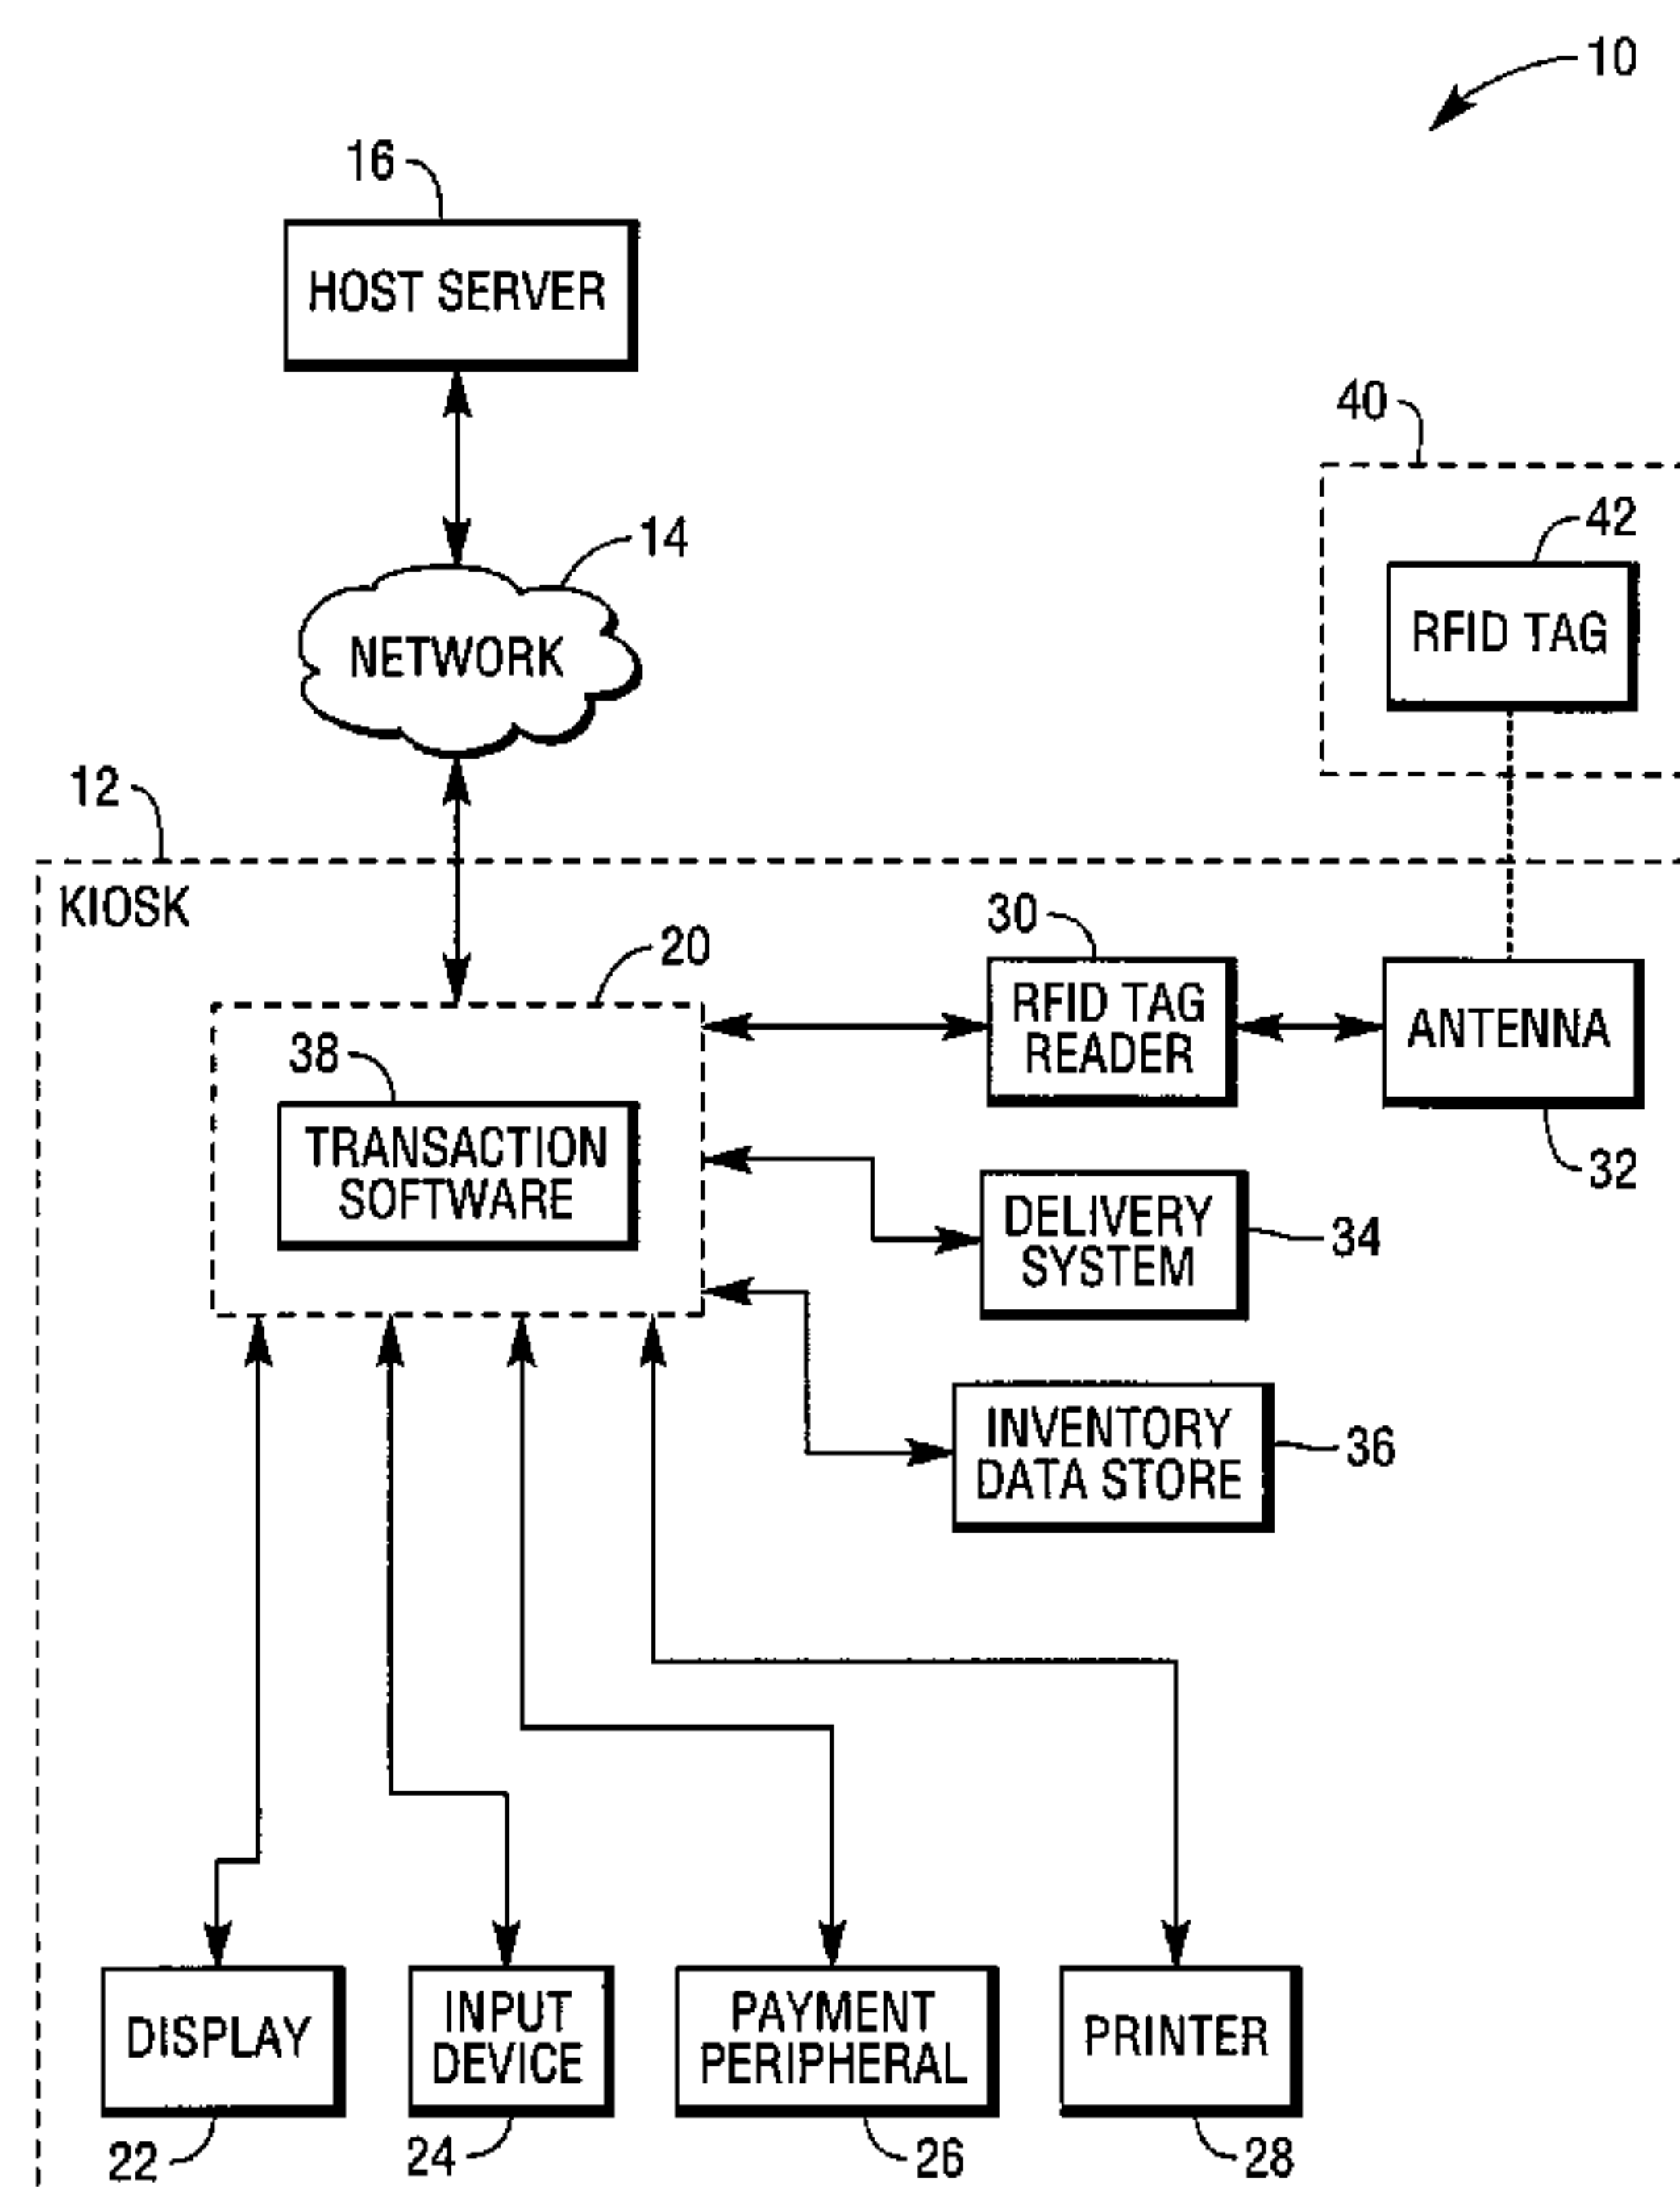 10
16
HOST SERVER
40
42
RFID TAG
14
NETWORK
12
KIOSK
20
30
RFID TAG
READER
ANTENNA
32
38
TRANSACTION
SOFTWARE
DELIVERY
SYSTEM
34
INVENTORY
DATA STORE
36
DISPLAY
INPUT
DEVICE
PAYMENT
PERIPHERAL
PRINTER
22
24
26
28